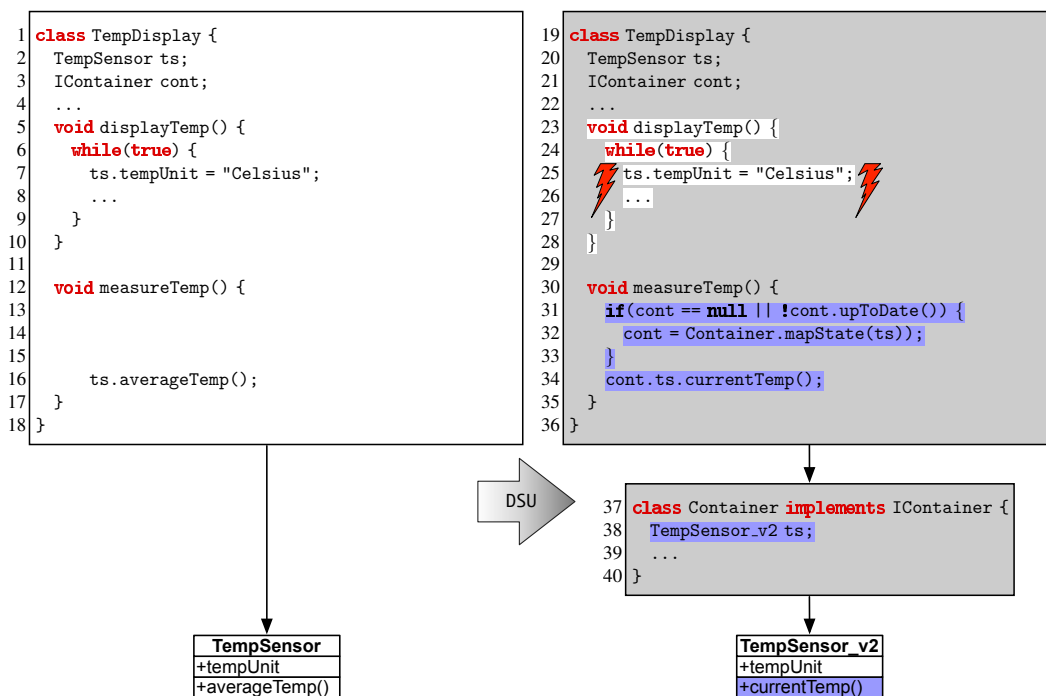 1 class TempDisplay {
2 TempSensor ts;
3 IContainer cont;
4 ...
5 void displayTemp() {
6 while(true) {
7 ts.tempUnit = "Celsius";
8 ...
9 }
10 }
11
12 void measureTemp() {
13
14
15
16 ts.averageTemp();
17 }
18 }
19 class TempDisplay {
20 TempSensor ts;
21 IContainer cont;
22 ...
23 void displayTemp() {
24 while(true) {
25 ts.tempUnit = "Celsius";
26 ...
27 }
28 }
29
30 void measureTemp() {
31 if(cont == null || !cont.upToDate()) {
32 cont = Container.mapState(ts));
33 }
34 cont.ts.currentTemp();
35 }
36 }
DSU
37 class Container implements IContainer {
38 TempSensor_v2 ts;
39 ...
40 }
TempSensor
+tempUnit
+averageTemp()
TempSensor_v2
+tempUnit
+currentTemp()